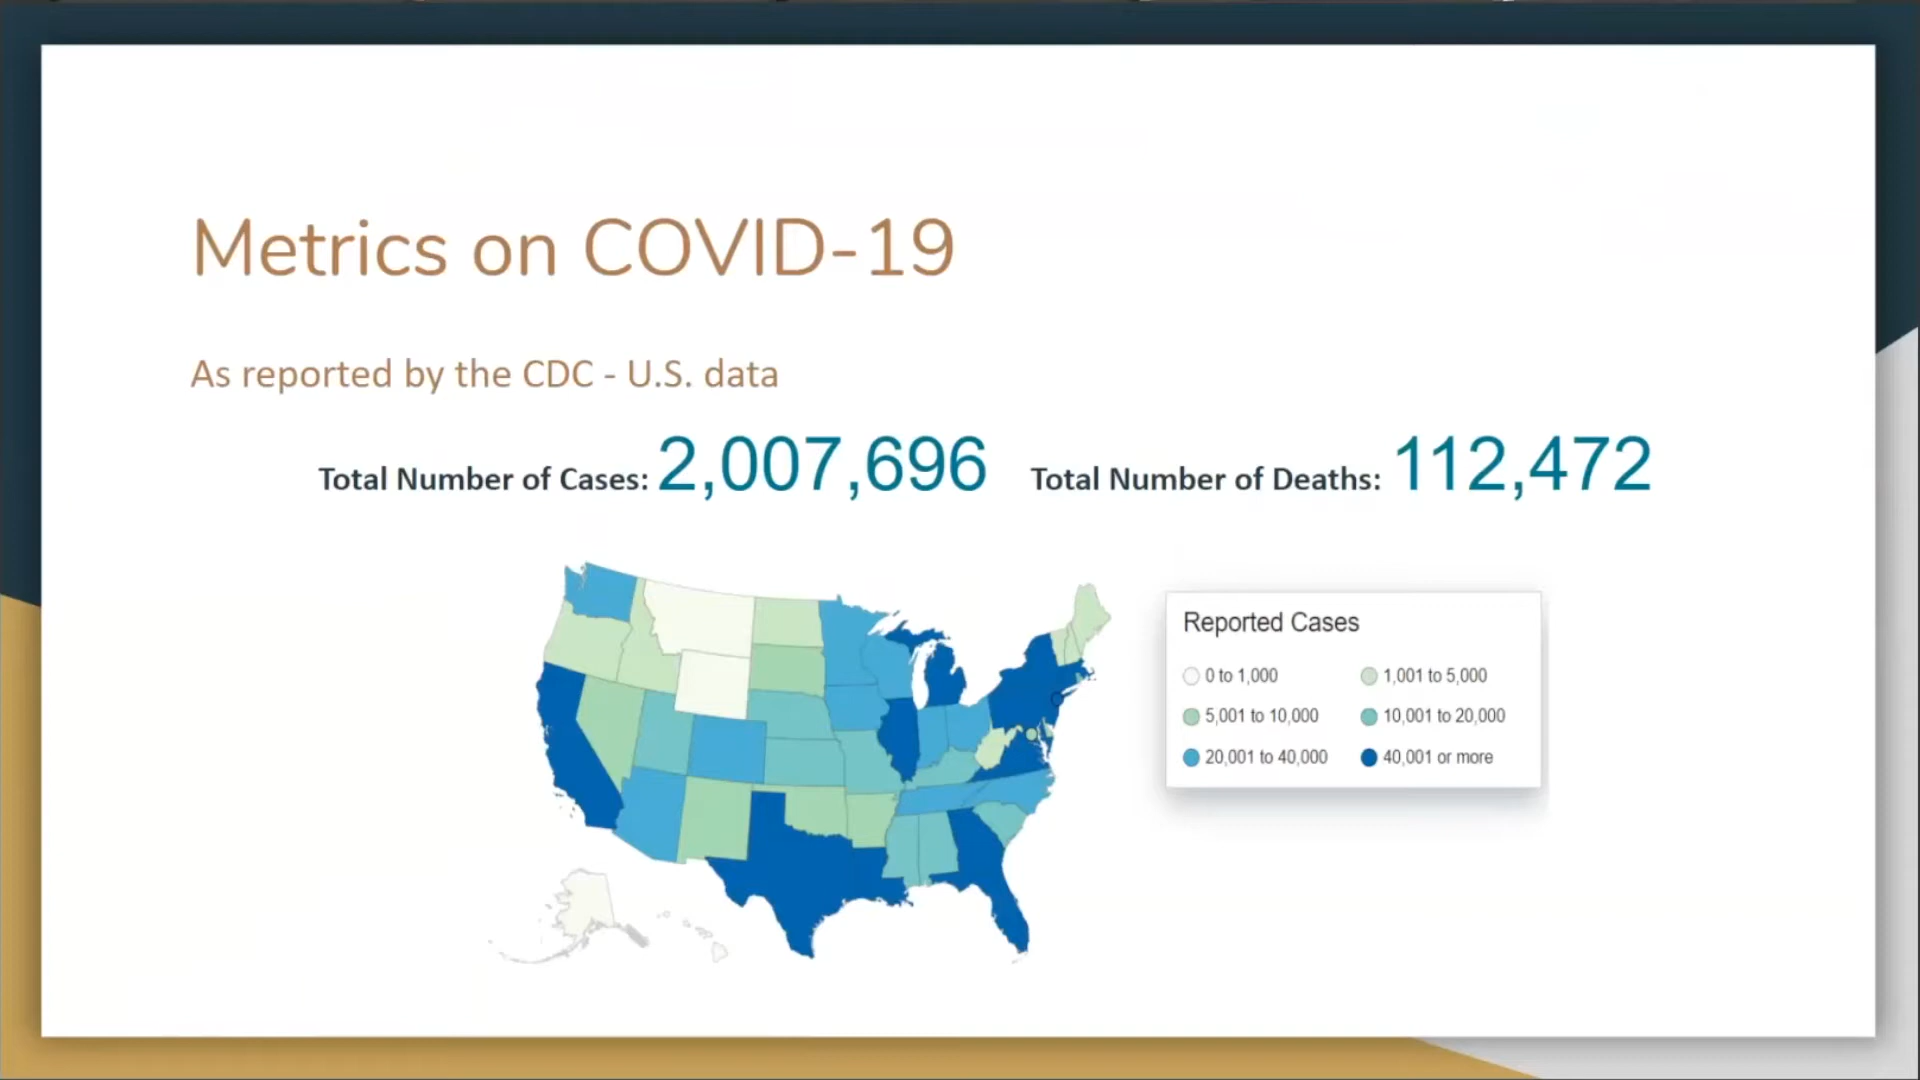 Metrics on COVID-19
As reported by the CDC - U.S. data
Total Number of Cases: 2,007,696 Total Number of Deaths: 112,472
Reported Cases
0 to 1,000 1,001 to 5,000
5,001 to 10,000 10,001 to 20,000
20,001 to 40,000 40,001 or more